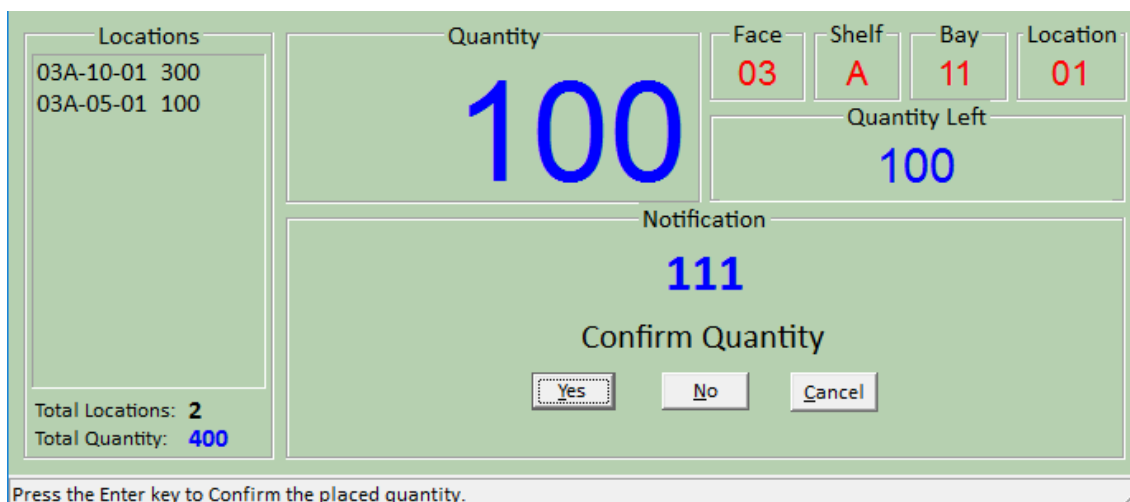 Locations
03A-10-01 300
03A-05-01 100
Total Locations: 2
Total Quantity: 400
Quantity
100
Face
03
Shelf
A
Bay
11
Location
01
Quantity Left
100
Notification
111
Confirm Quantity
Yes No Cancel
Press the Enter key to Confirm the placed quantity.